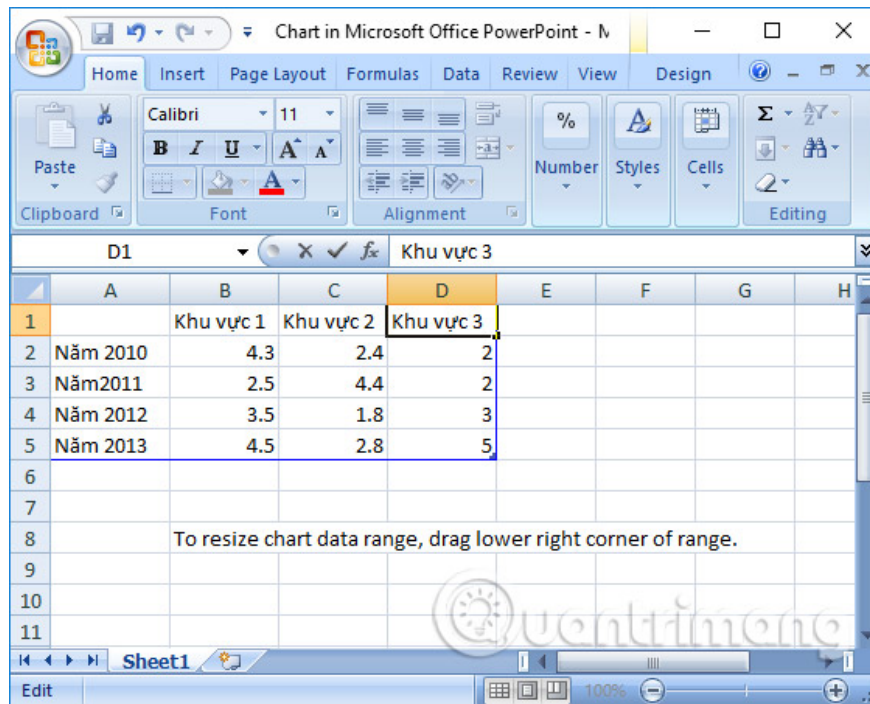 Chart in Microsoft Office PowerPoint - M
Home Insert Page Layout Formulas Data Review View Design
Calibri 11
B I U A A
Paste
% Number Styles Cells
Σ
A
Clipboard Font Alignment Editing
D1 fx Khu vực 3
A B C D E F G H
1 Khu vực 1 Khu vực 2 Khu vực 3
2 Năm 2010 4.3 2.4 2
3 Năm2011 2.5 4.4 2
4 Năm 2012 3.5 1.8 3
5 Năm 2013 4.5 2.8 5
6
7
8 To resize chart data range, drag lower right corner of range.
9
10
11
Quantrimang
Sheet1
Edit 100%